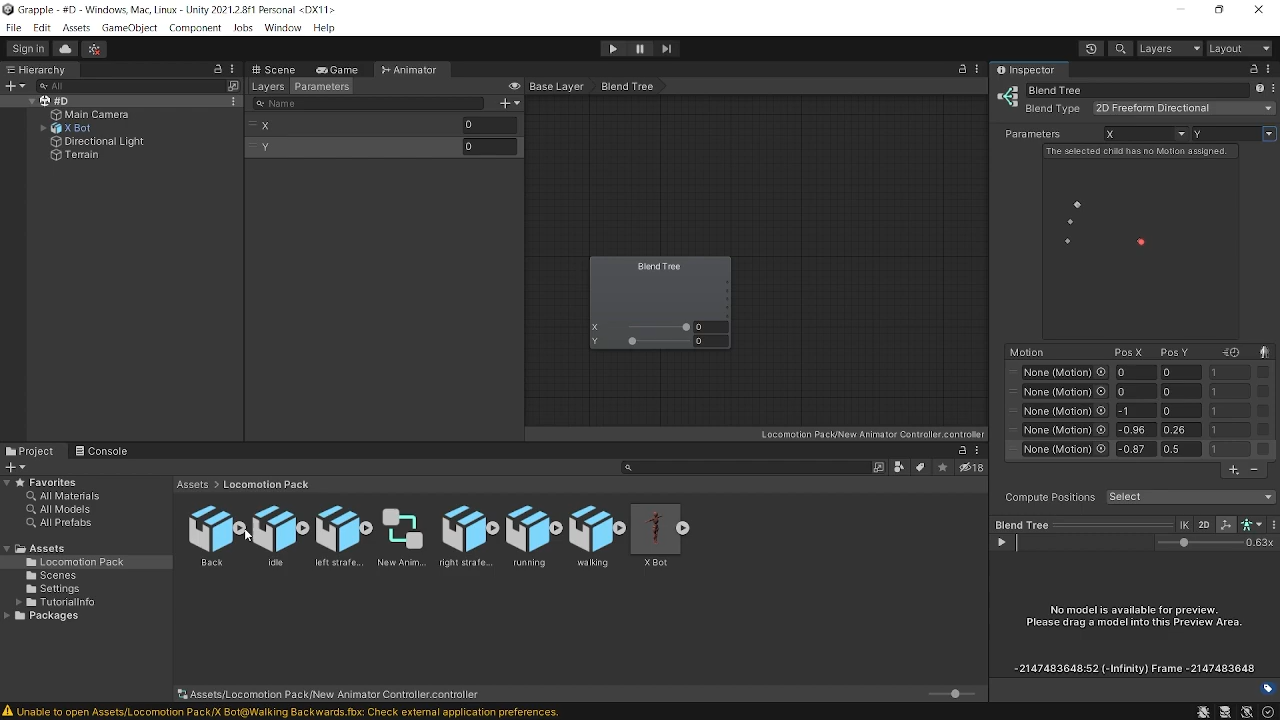 Grapple - #D - Windows, Mac, Linux - Unity 2021.2.8f1 Personal <DX11>
File Edit Assets GameObject Component Jobs Window Help
Sign in
Layers Layout
Hierarchy
All
#D
Main Camera
X Bot
Directional Light
Terrain
Scene Game Animator
Layers Parameters
Name
X 0
Y 0
Base Layer Blend Tree
Blend Tree
X 0
Y 0
Locomotion Pack/New Animator Controller.controller
Inspector
Blend Tree
Blend Type 2D Freeform Directional
Parameters X Y
The selected child has no Motion assigned.
Motion Pos X Pos Y
None (Motion) 0 0 1
None (Motion) 0 0 1
None (Motion) -1 0 1
None (Motion) -0.96 0.26 1
None (Motion) -0.87 0.5 1
Compute Positions Select
Blend Tree IK 2D
0.63x
No model is available for preview.
Please drag a model into this Preview Area.
-2147483648:52 (-Infinity) Frame -2147483648
Project Console
18
Favorites
All Materials
All Models
All Prefabs
Assets
Locomotion Pack
Scenes
Settings
TutorialInfo
Packages
Assets > Locomotion Pack
Back idle left strafe... New Anim... right strafe... running walking X Bot
Assets/Locomotion Pack/New Animator Controller.controller
Unable to open Assets/Locomotion Pack/X Bot@Walking Backwards.fbx: Check external application preferences.